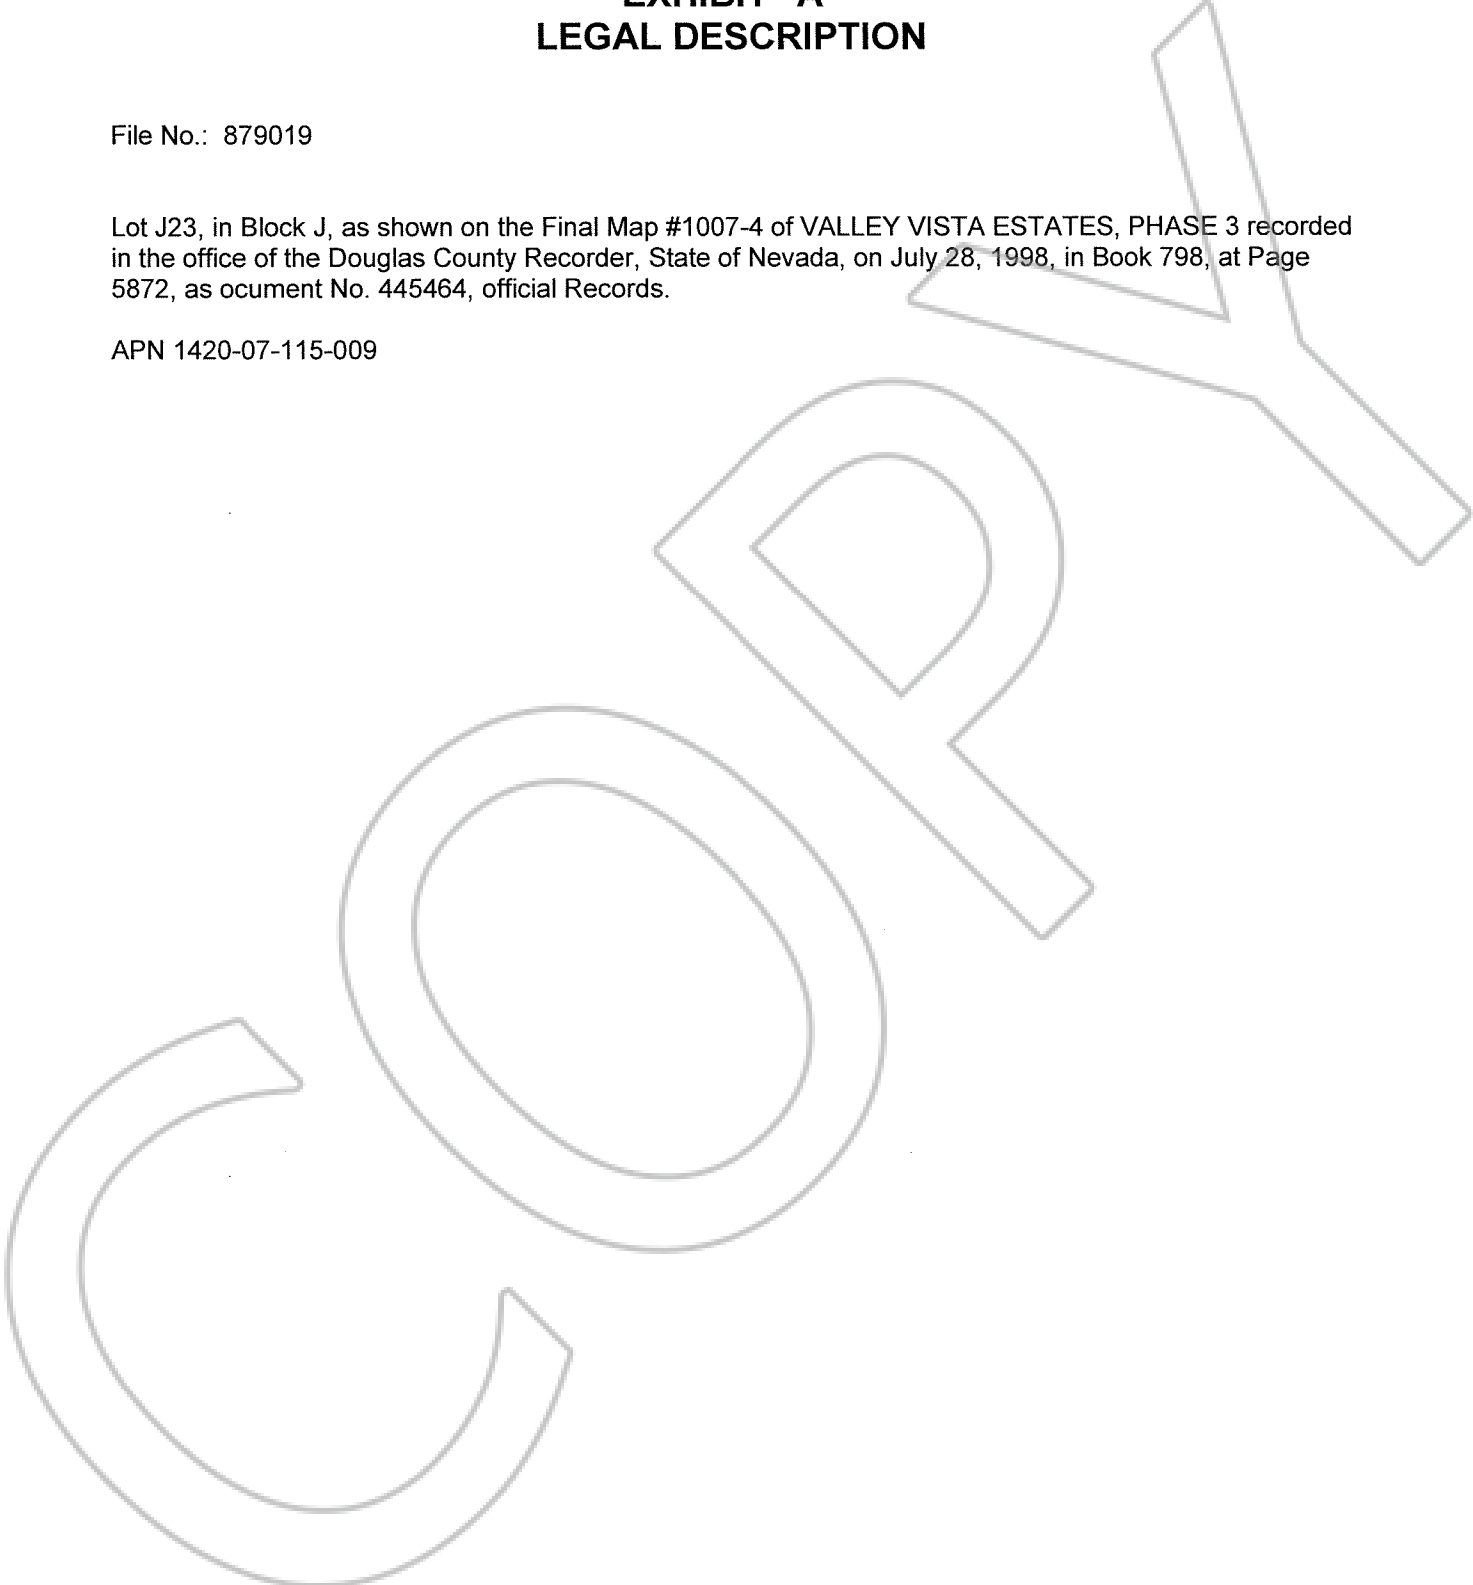 EXHIBIT "A"
LEGAL DESCRIPTION
File No.: 879019
Lot J23, in Block J, as shown on the Final Map #1007-4 of VALLEY VISTA ESTATES, PHASE 3 recorded
in the office of the Douglas County Recorder, State of Nevada, on July 28, 1998, in Book 798, at Page
5872, as ocument No. 445464, official Records.
APN 1420-07-115-009
COPY